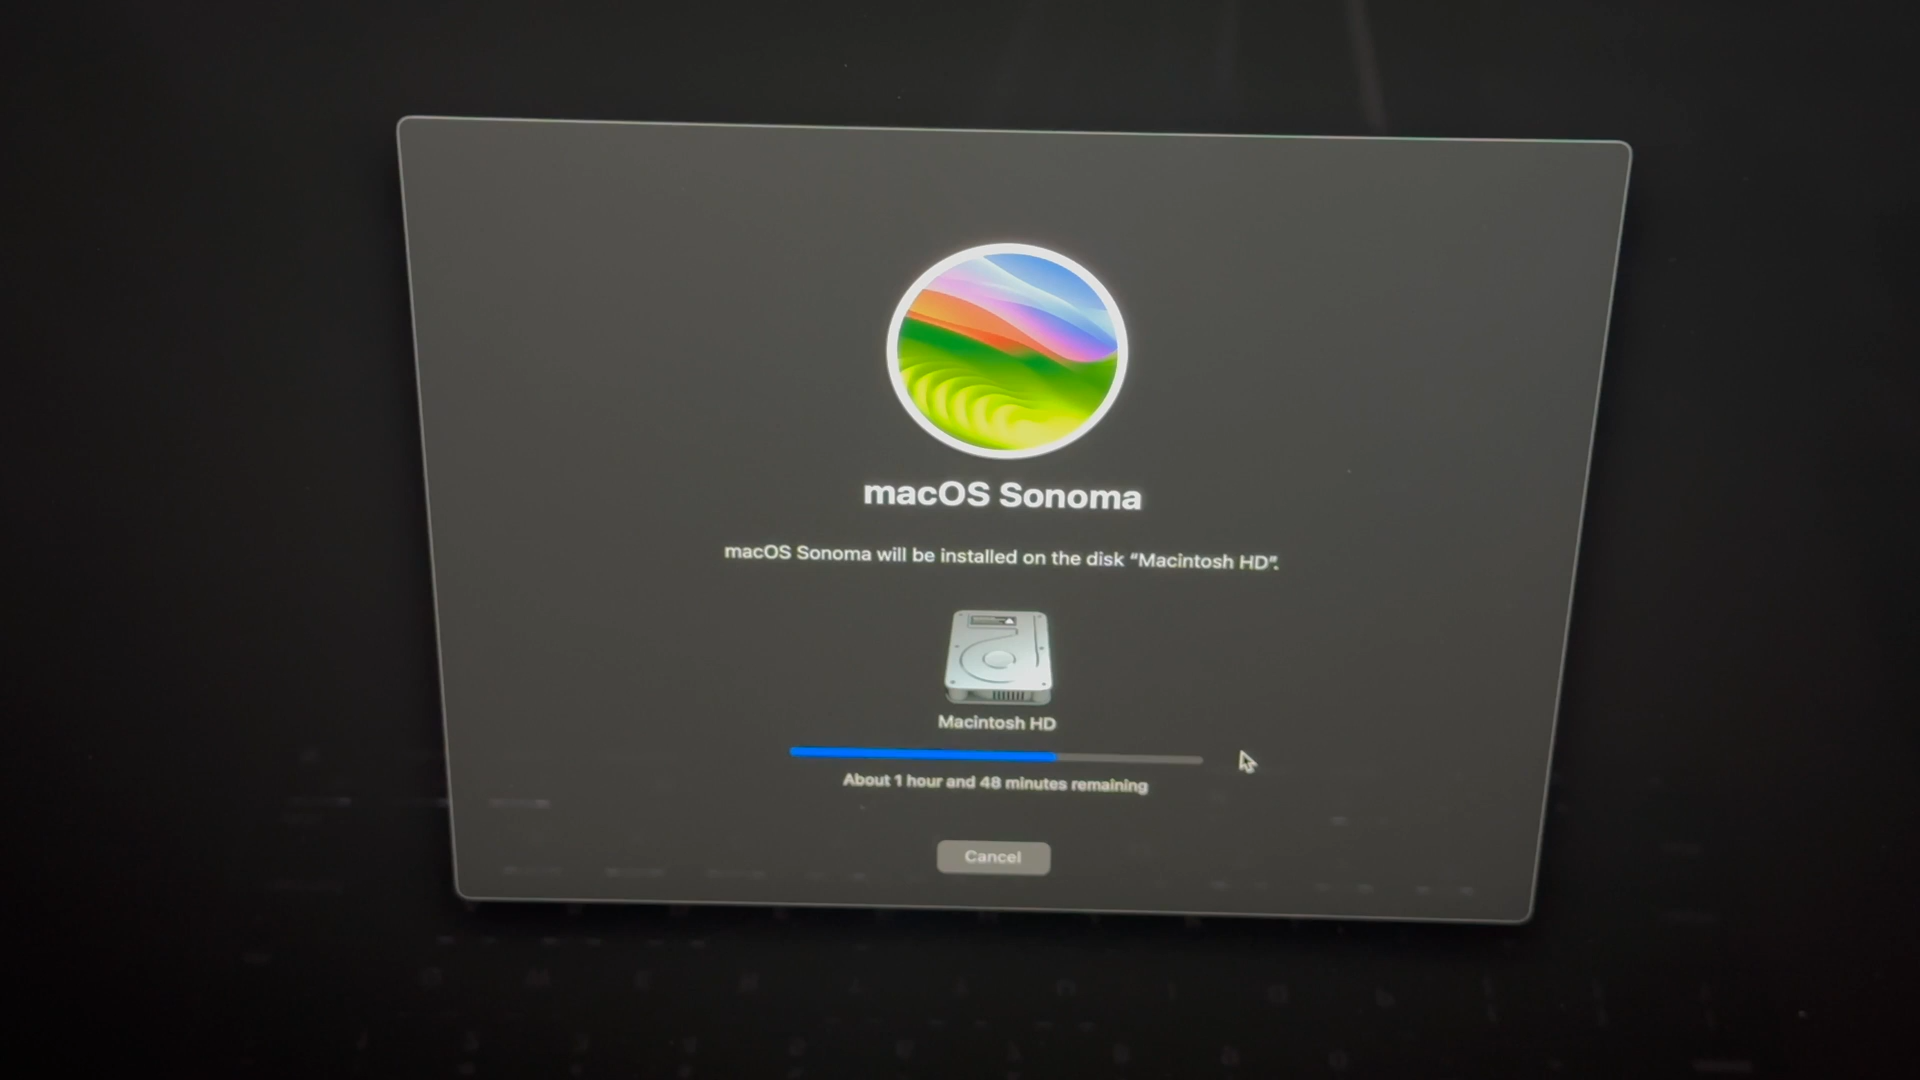 macOS Sonoma
macOS Sonoma will be installed on the disk “Macintosh HD”.
Macintosh HD
About 1 hour and 48 minutes remaining
Cancel